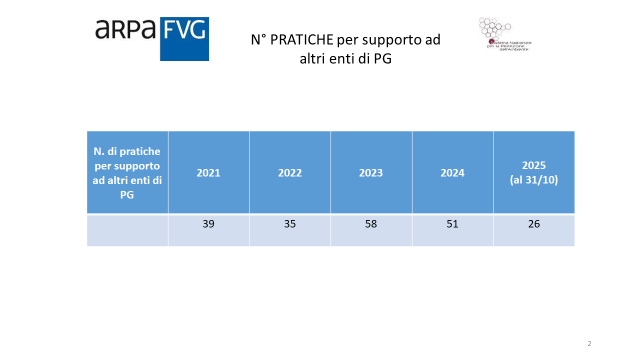 arpa FVG
N° PRATICHE per supporto ad
altri enti di PG
Sistema Nazionale
per la Protezione
dell'Ambiente
N. di pratiche
per supporto
ad altri enti di
PG
2021
2022
2023
2024
2025
(al 31/10)
39
35
58
51
26
2